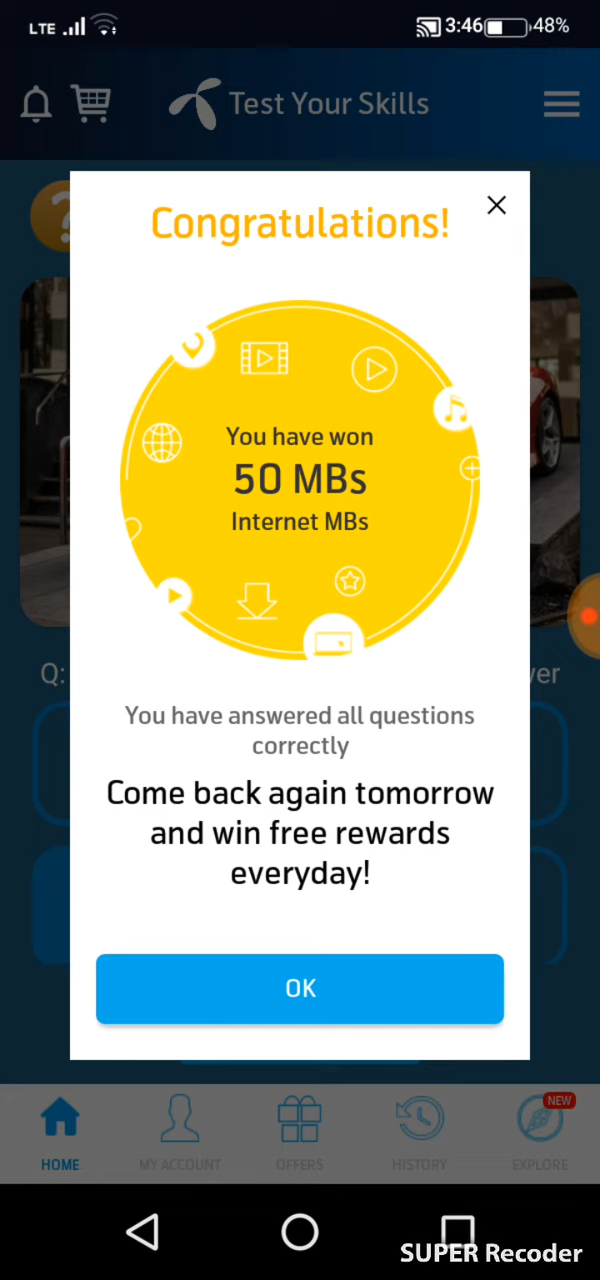 LTE 3:46 48%
Test Your Skills
Congratulations!
You have won
50 MBs
Internet MBs
Q: ver
You have answered all questions
correctly
Come back again tomorrow
and win free rewards
everyday!
OK
NEW
HOME MY ACCOUNT OFFERS HISTORY EXPLORE
SUPER Recoder